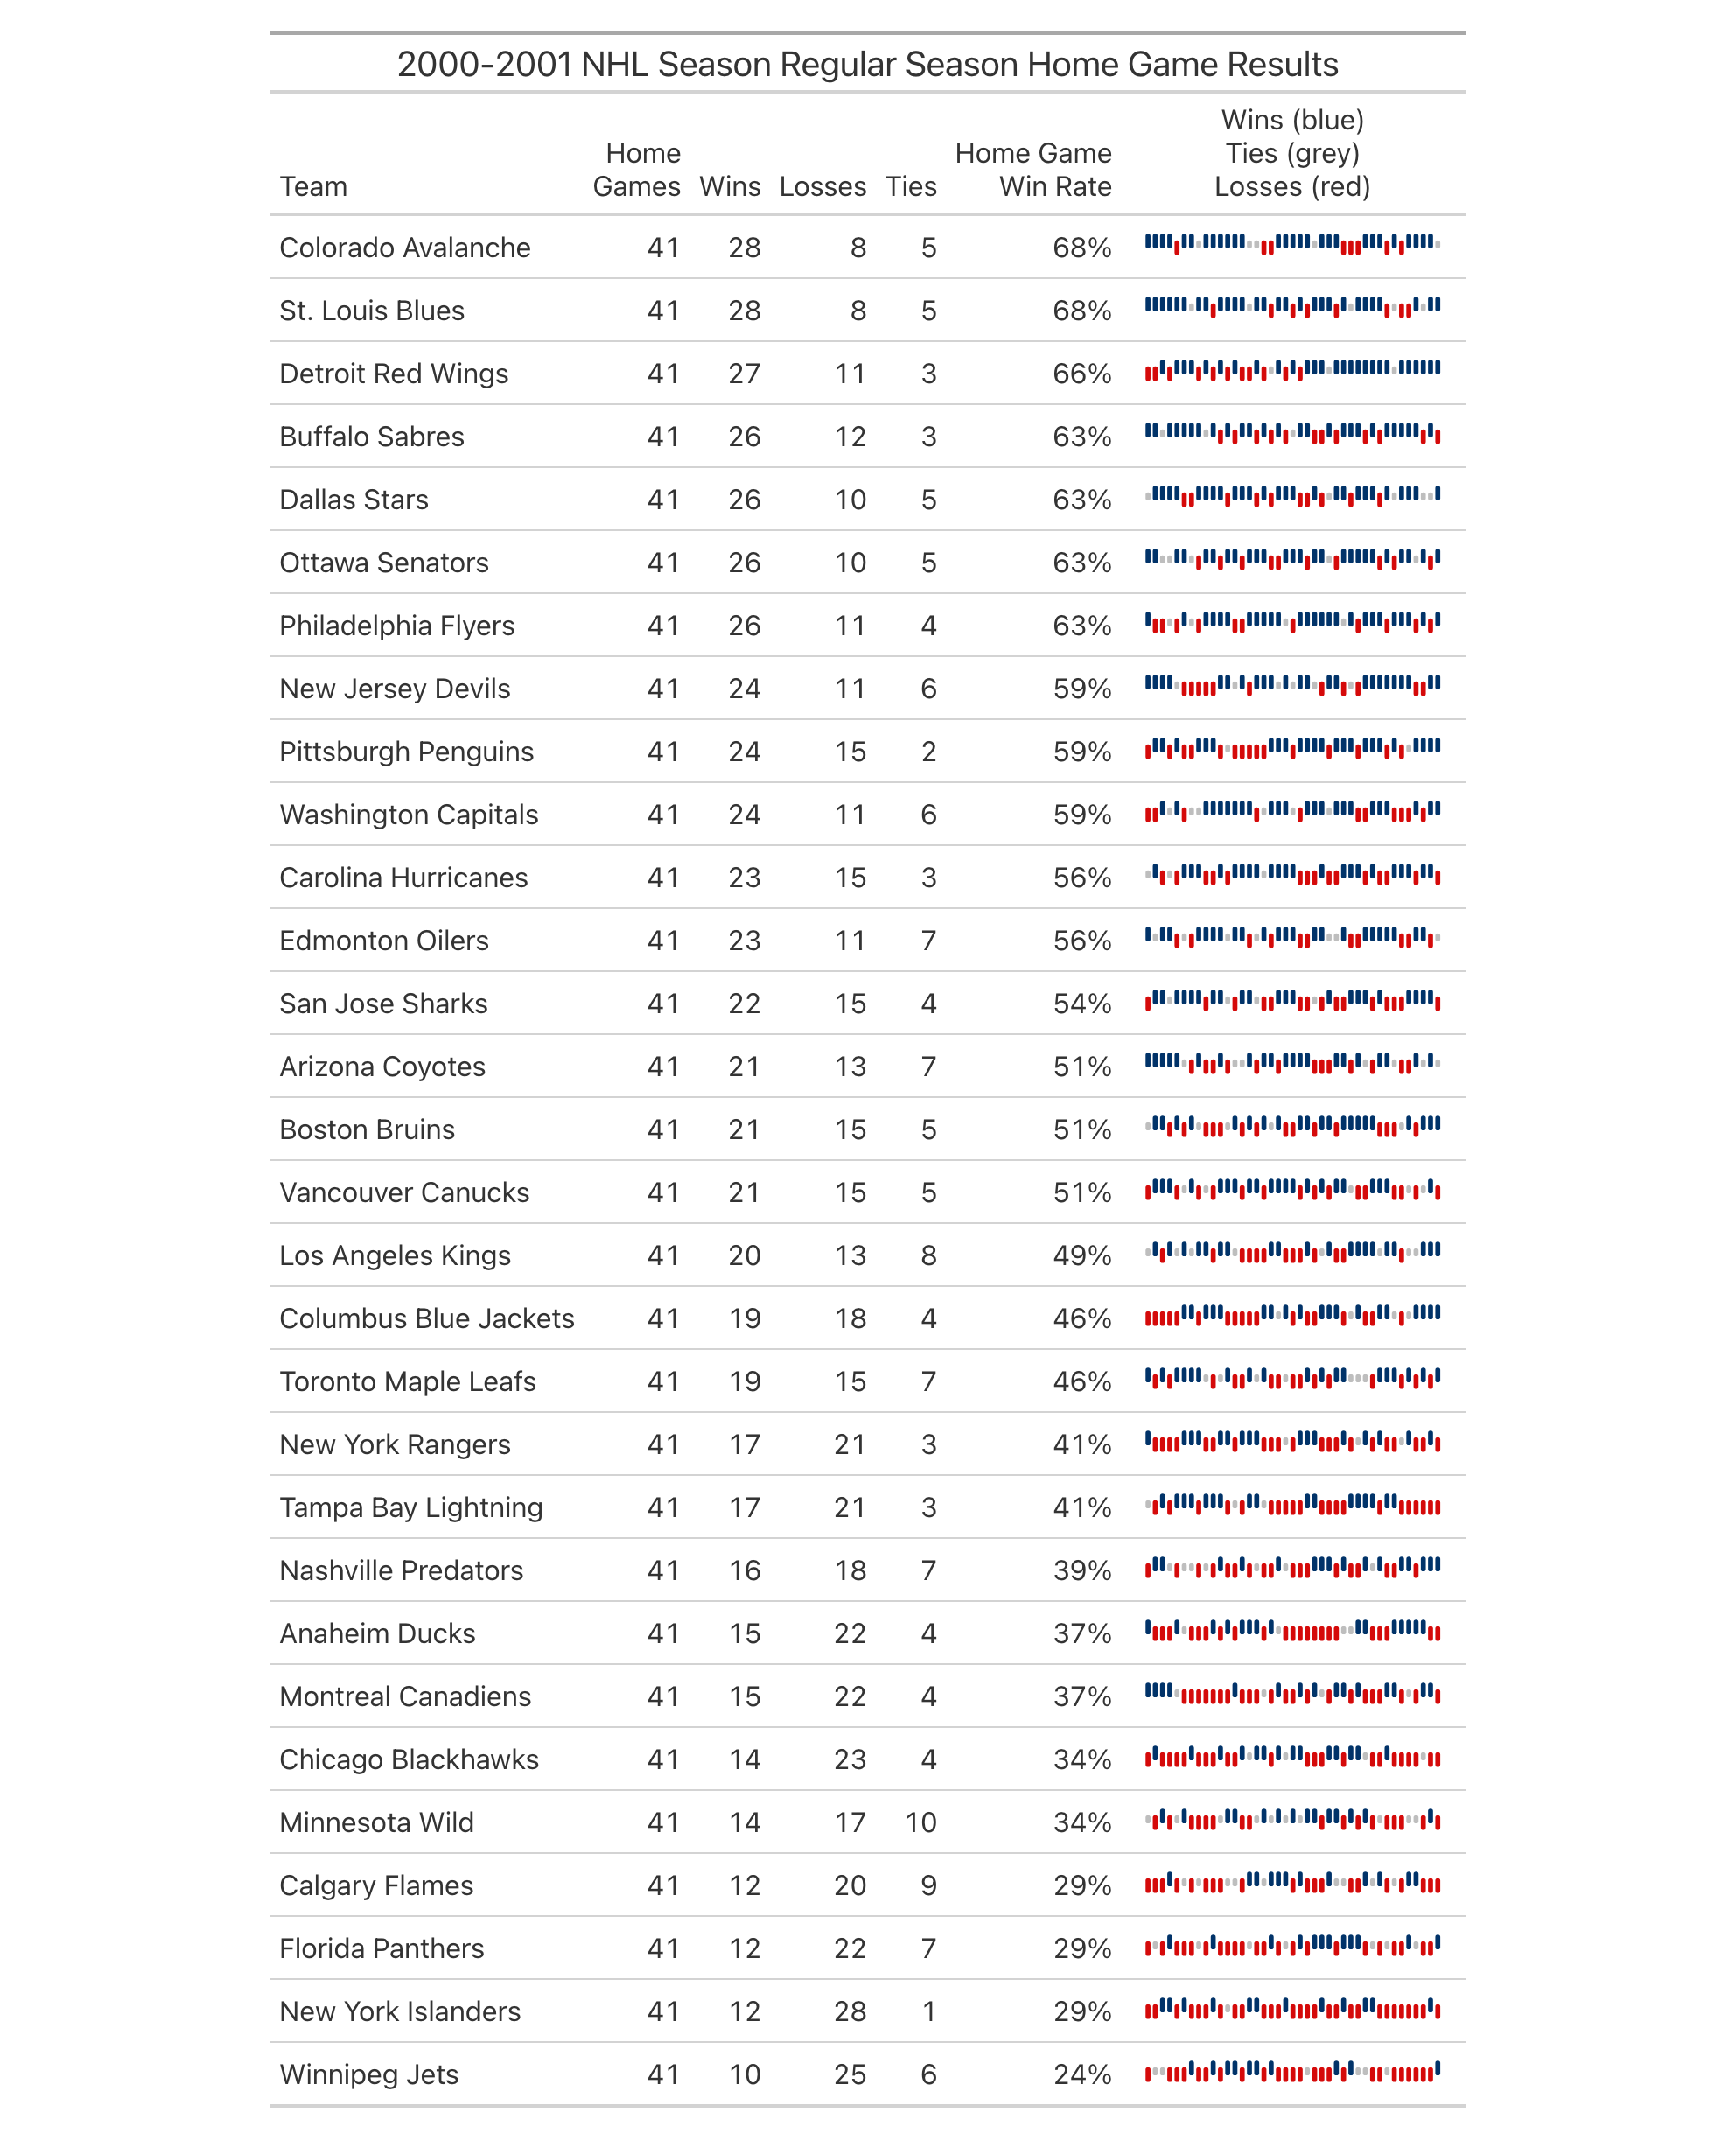 2000-2001 NHL Season Regular Season Home Game Results
Team Home Games Wins Losses Ties Home Game Win Rate Wins (blue) Ties (grey) Losses (red)
Colorado Avalanche 41 28 8 5 68%
St. Louis Blues 41 28 8 5 68%
Detroit Red Wings 41 27 11 3 66%
Buffalo Sabres 41 26 12 3 63%
Dallas Stars 41 26 10 5 63%
Ottawa Senators 41 26 10 5 63%
Philadelphia Flyers 41 26 11 4 63%
New Jersey Devils 41 24 11 6 59%
Pittsburgh Penguins 41 24 15 2 59%
Washington Capitals 41 24 11 6 59%
Carolina Hurricanes 41 23 15 3 56%
Edmonton Oilers 41 23 11 7 56%
San Jose Sharks 41 22 15 4 54%
Arizona Coyotes 41 21 13 7 51%
Boston Bruins 41 21 15 5 51%
Vancouver Canucks 41 21 15 5 51%
Los Angeles Kings 41 20 13 8 49%
Columbus Blue Jackets 41 19 18 4 46%
Toronto Maple Leafs 41 19 15 7 46%
New York Rangers 41 17 21 3 41%
Tampa Bay Lightning 41 17 21 3 41%
Nashville Predators 41 16 18 7 39%
Anaheim Ducks 41 15 22 4 37%
Montreal Canadiens 41 15 22 4 37%
Chicago Blackhawks 41 14 23 4 34%
Minnesota Wild 41 14 17 10 34%
Calgary Flames 41 12 20 9 29%
Florida Panthers 41 12 22 7 29%
New York Islanders 41 12 28 1 29%
Winnipeg Jets 41 10 25 6 24%